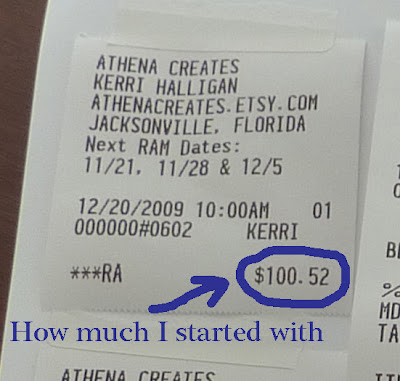 ATHENA CREATES
KERRI HALLIGAN
ATHENACREATES.ETSY.COM
JACKSONVILLE, FLORIDA
Next RAM Dates:
11/21, 11/28 & 12/5
12/20/2009 10:00AM 01
000000#0602 KERRI
***RA $100.52
How much I started with
ATHENA CREATES